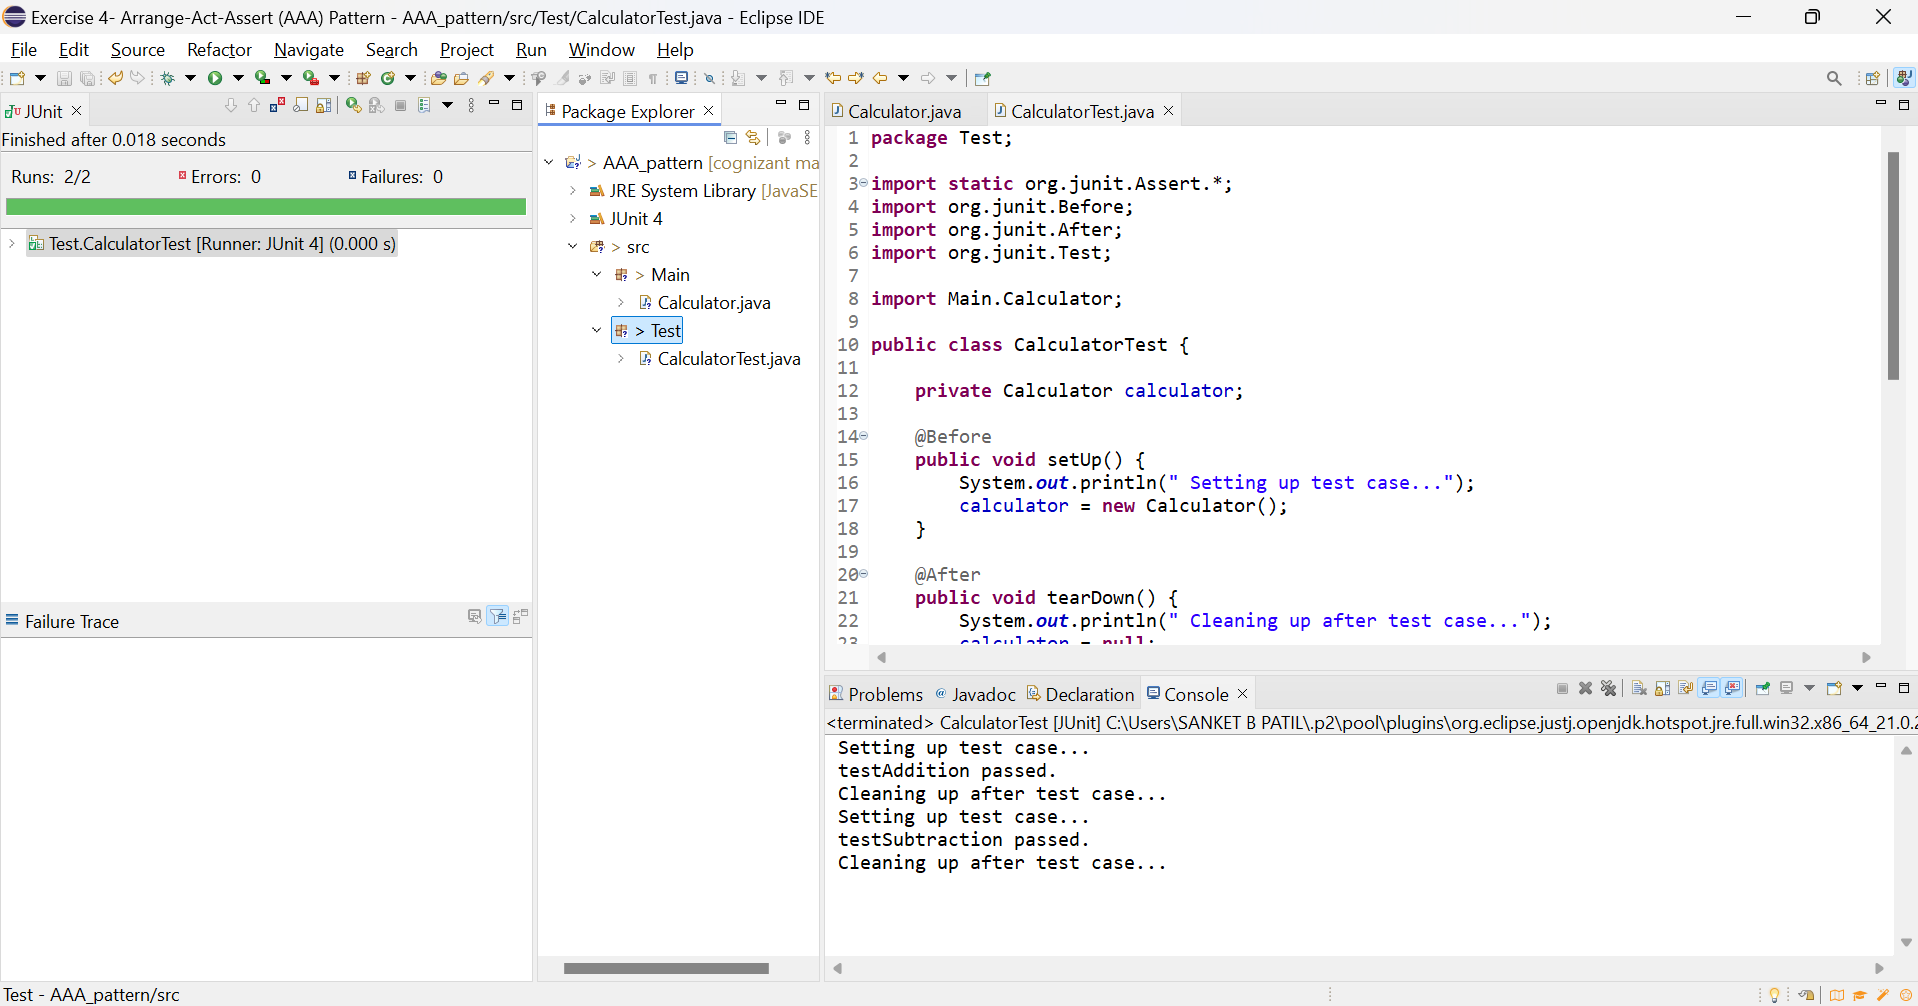 Exercise 4- Arrange-Act-Assert (AAA) Pattern - AAA_pattern/src/Test/CalculatorTest.java - Eclipse IDE
File Edit Source Refactor Navigate Search Project Run Window Help
JUnit
Finished after 0.018 seconds
Runs: 2/2 Errors: 0 Failures: 0
Test.CalculatorTest [Runner: JUnit 4] (0.000 s)
Failure Trace
Package Explorer
> AAA_pattern [cognizant ma
JRE System Library [JavaSE
JUnit 4
> src
> Main
Calculator.java
> Test
CalculatorTest.java
Calculator.java CalculatorTest.java
1 package Test;
2
3 import static org.junit.Assert.*;
4 import org.junit.Before;
5 import org.junit.After;
6 import org.junit.Test;
7
8 import Main.Calculator;
9
10 public class CalculatorTest {
11
12 private Calculator calculator;
13
14 @Before
15 public void setUp() {
16 System.out.println(" Setting up test case...");
17 calculator = new Calculator();
18 }
19
20 @After
21 public void tearDown() {
22 System.out.println(" Cleaning up after test case...");
23 calculator = null;
Problems Javadoc Declaration Console
<terminated> CalculatorTest [JUnit] C:\Users\SANKET B PATIL\.p2\pool\plugins\org.eclipse.justj.openjdk.hotspot.jre.full.win32.x86_64_21.0.2
Setting up test case...
testAddition passed.
Cleaning up after test case...
Setting up test case...
testSubtraction passed.
Cleaning up after test case...
Test - AAA_pattern/src